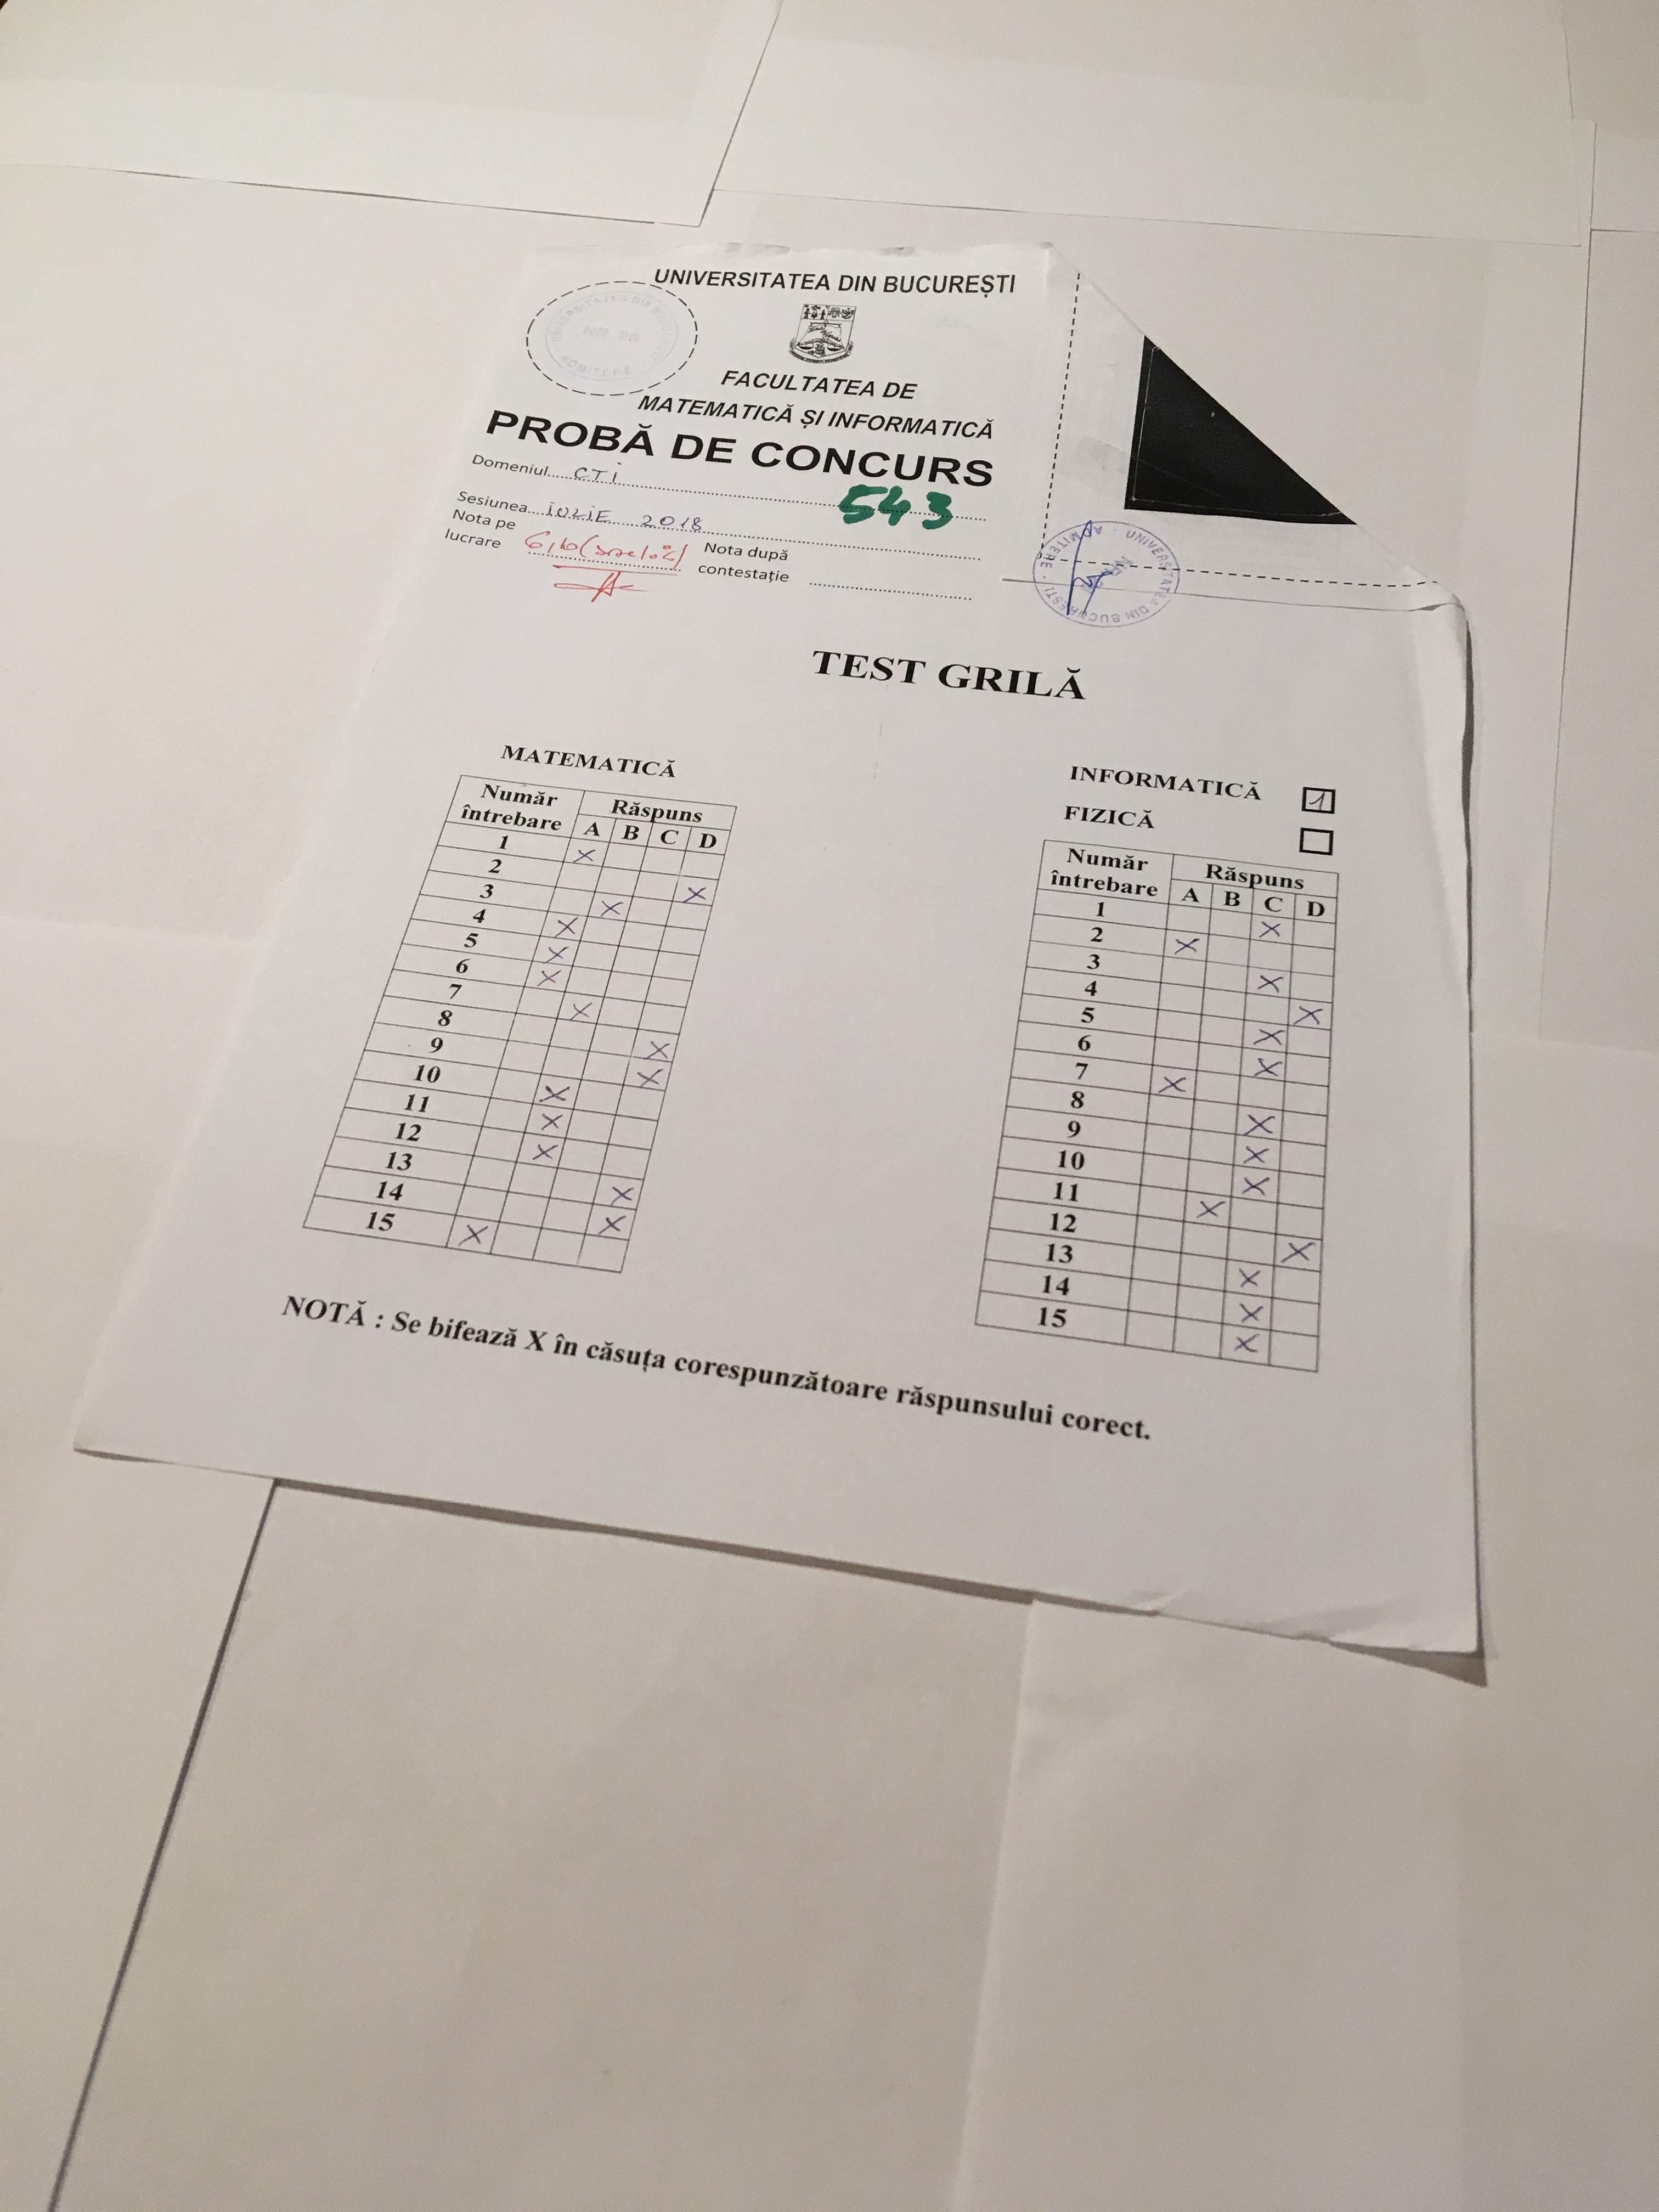 UNIVERSITATEA DIN BUCUREȘTI
UNIVERSITATEA DIN
NR 20
ADMITERE
FACULTATEA DE
MATEMATICĂ ȘI INFORMATICĂ
PROBĂ DE CONCURS
Domeniul CTi
543
Sesiunea iULiE 2018
Nota pe
lucrare
Nota după
contestație
UNIVERSITATEA DIN BUCUREȘTI · ADMITERE ·
TEST GRILĂ
MATEMATICĂ
Număr
întrebare
Răspuns
A B C D
1 X
2 X
3 X
4 X
5 X
6 X
7 X
8 X
9 X
10 X
11 X
12 X
13 X
14 X
15 X
INFORMATICĂ 1
FIZICĂ
Număr
întrebare
Răspuns
A B C D
1 X
2 X
3 X
4 X
5 X
6 X
7 X
8 X
9 X
10 X
11 X
12 X
13 X
14 X
15 X
NOTĂ : Se bifează X în căsuța corespunzătoare răspunsului corect.